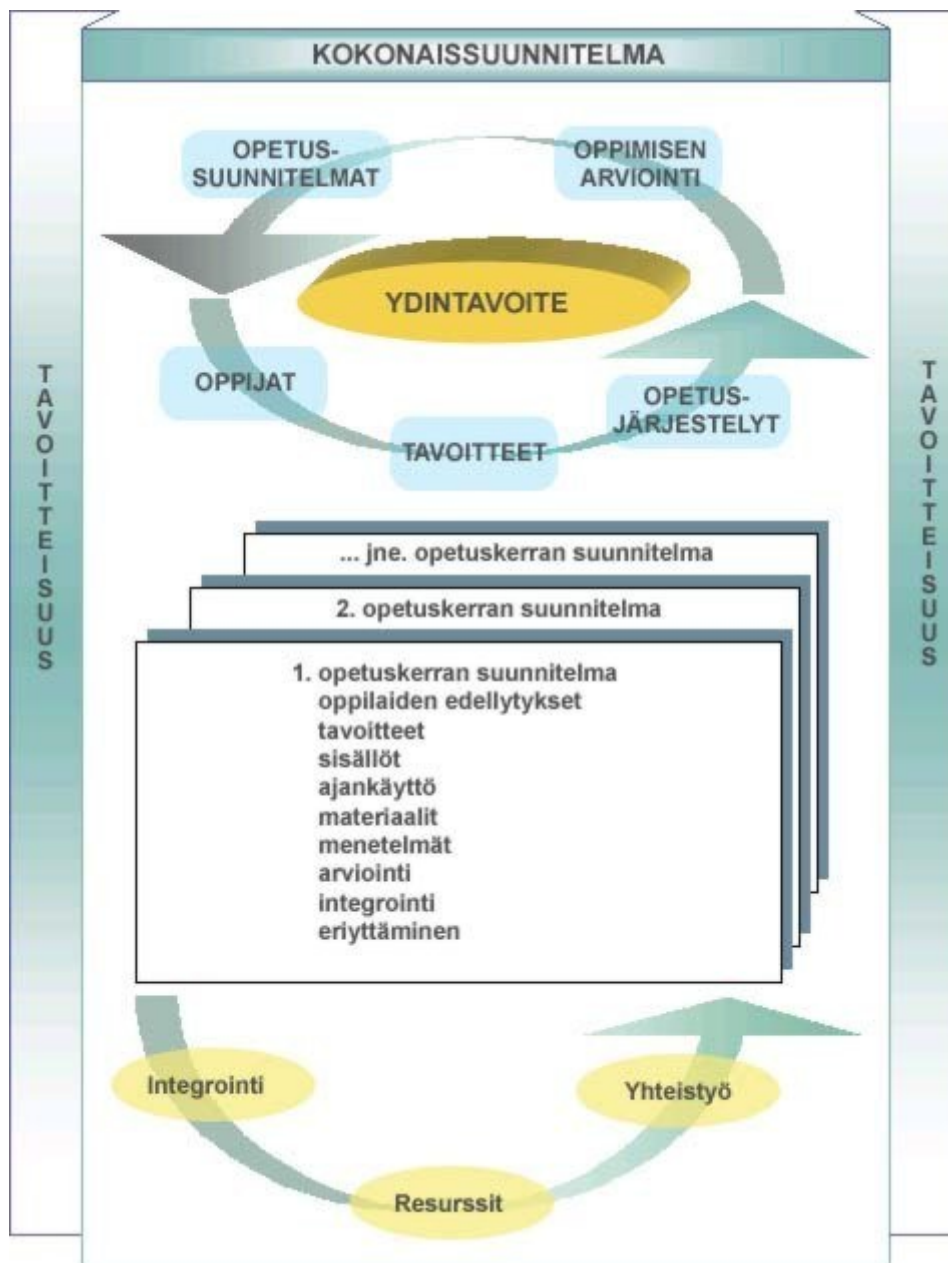 KOKONAISSUUNNITELMA
OPETUS-
SUUNNITELMAT
OPPIMISEN
ARVIOINTI
YDINTAVOITE
OPPIJAT
OPETUS-
JÄRJESTELYT
TAVOITTEET
TAVOITTEISUUS
TAVOITTEISUUS
... jne. opetuskerran suunnitelma
2. opetuskerran suunnitelma
1. opetuskerran suunnitelma
oppilaiden edellytykset
tavoitteet
sisällöt
ajankäyttö
materiaalit
menetelmät
arviointi
integrointi
eriyttäminen
Integrointi
Yhteistyö
Resurssit